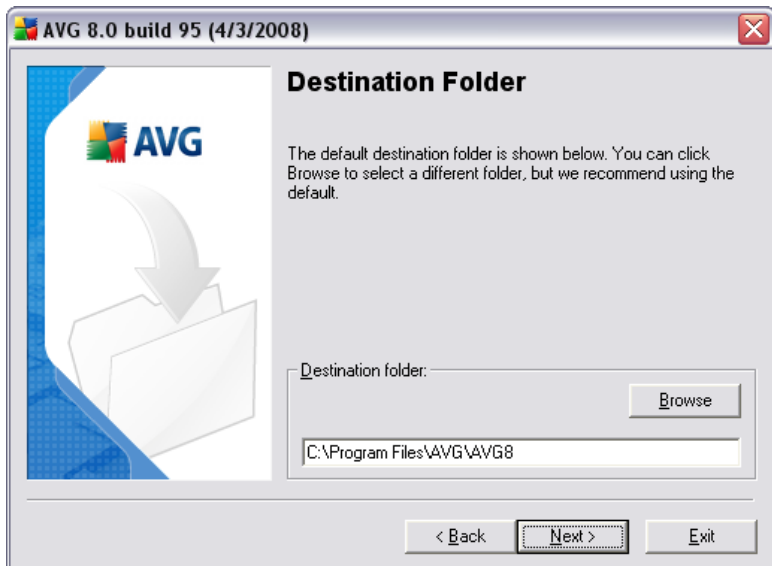 AVG 8.0 build 95 (4/3/2008)
AVG
Destination Folder
The default destination folder is shown below. You can click
Browse to select a different folder, but we recommend using the
default.
Destination folder:
Browse
C:\Program Files\AVG\AVG8
< Back
Next >
Exit